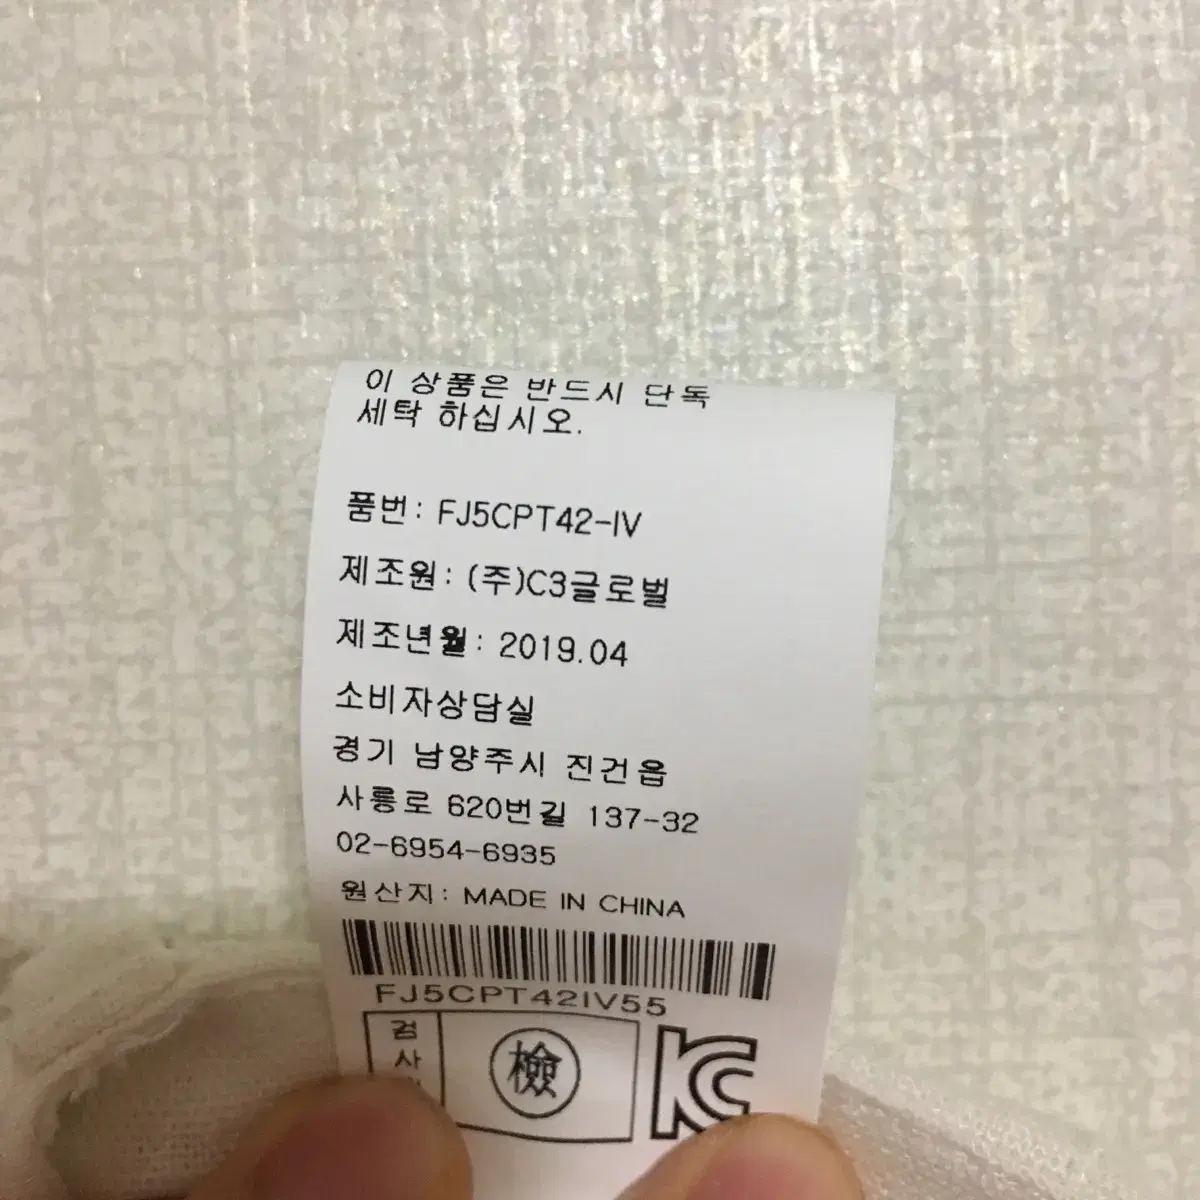 이 상품은 반드시 단독
세탁 하십시오.
품번: FJ5CPT42-IV
제조원: (주)C3글로벌
제조년월: 2019.04
소비자상담실
경기 남양주시 진건읍
사릉로 620번길 137-32
02-6954-6935
원산지: MADE IN CHINA
FJ5CPT42IV55
검사
檢
KC